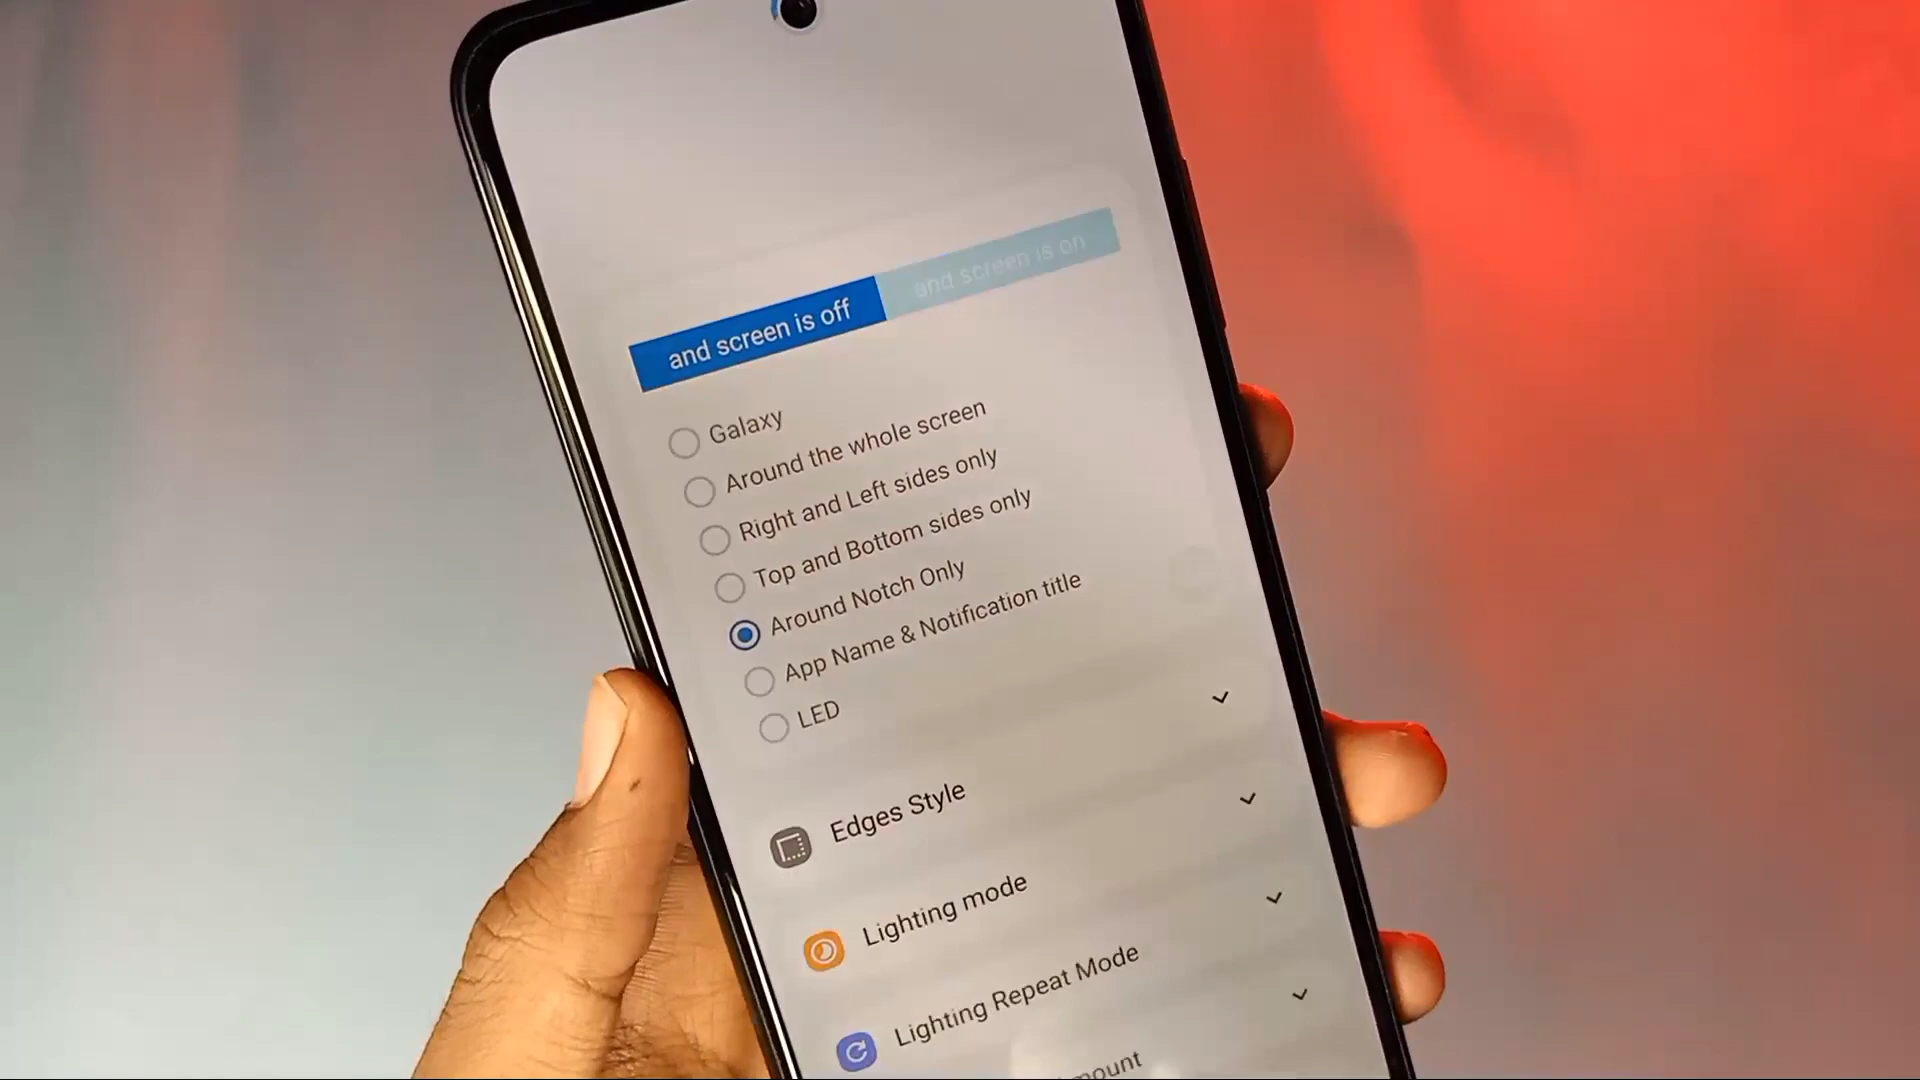 and screen is off
and screen is on
Galaxy
Around the whole screen
Right and Left sides only
Top and Bottom sides only
Around Notch Only
App Name & Notification title
LED
Edges Style
Lighting mode
Lighting Repeat Mode